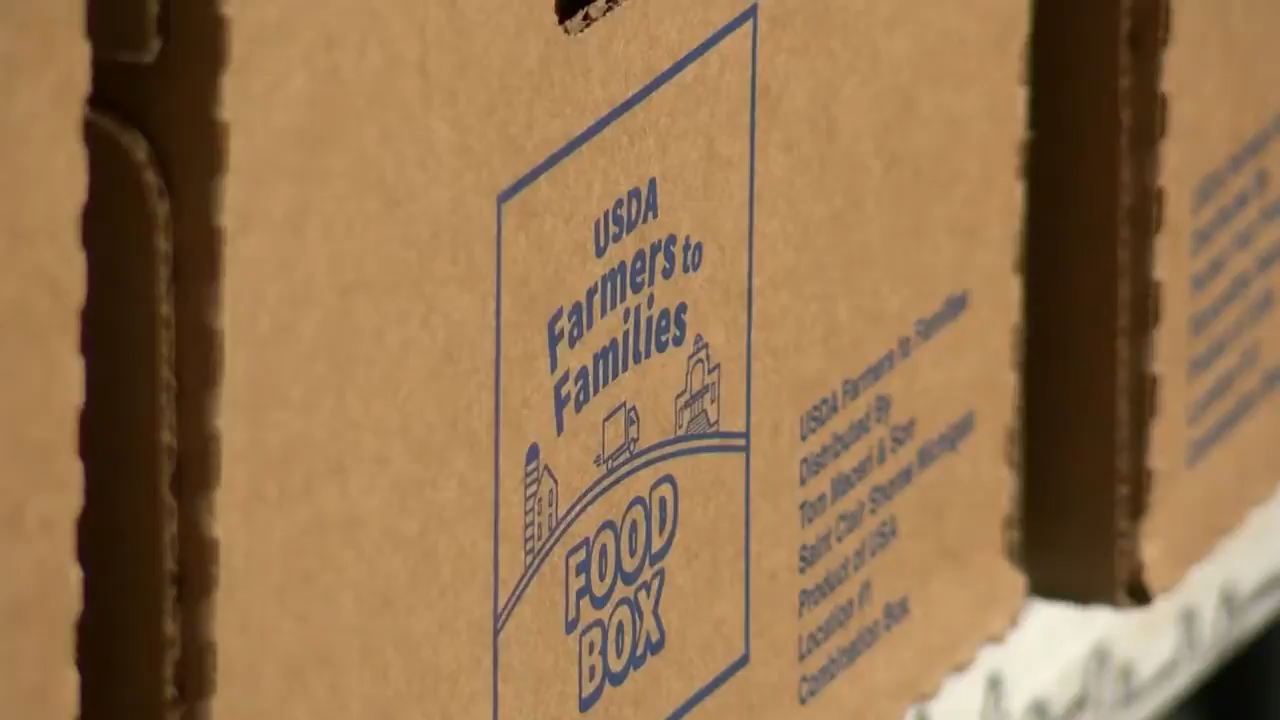 USDA
Farmers to
Families
FOOD
BOX
USDA Farmers to Families
Distributed By
Tom Maceri & Son
Saint Clair Shores Michigan
Product of USA
Location #1
Combination Box